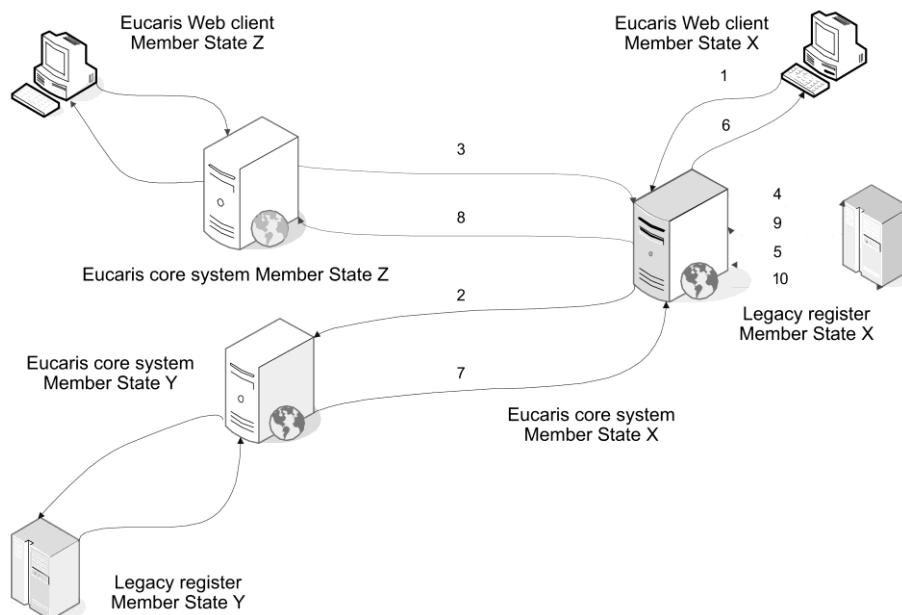 Eucaris Web client
Member State Z
Eucaris Web client
Member State X
1
6
3
4
9
8
5
10
Eucaris core system Member State Z
2
Legacy register
Member State X
Eucaris core system
Member State Y
7
Eucaris core system
Member State X
Legacy register
Member State Y